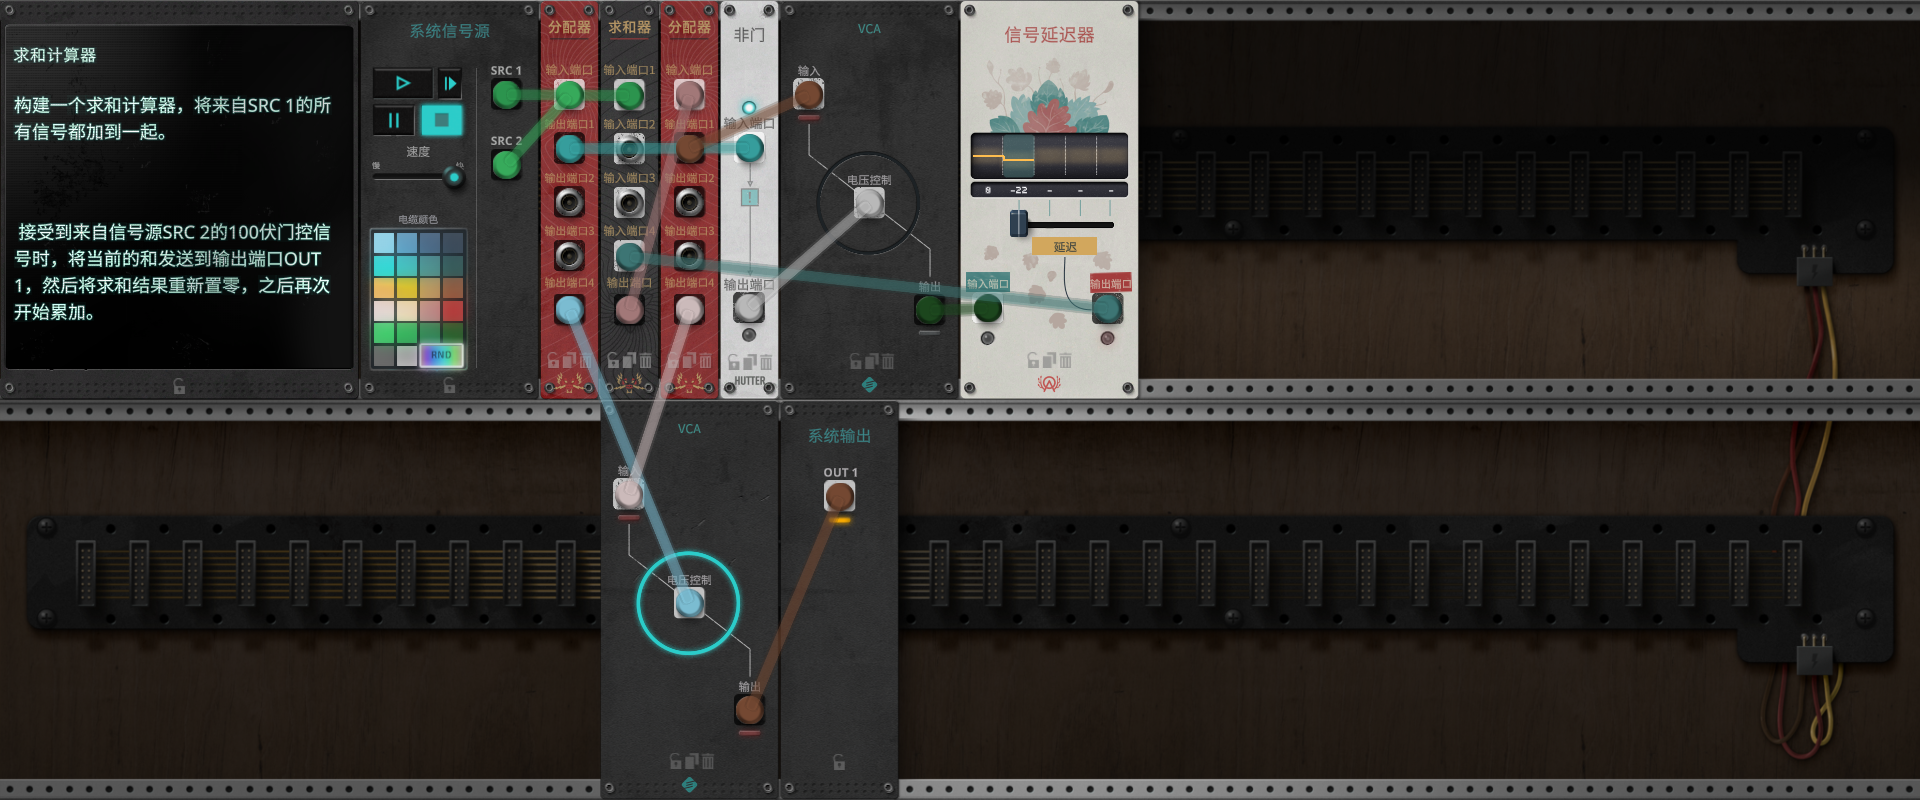 求和计算器
构建一个求和计算器，将来自SRC 1的所
有信号都加到一起。
接受到来自信号源SRC 2的100伏门控信
号时，将当前的和发送到输出端口OUT
1，然后将求和结果重新置零，之后再次
开始累加。
系统信号源
SRC 1
SRC 2
速度
慢
快
电缆颜色
RND
分配器
输入端口
输出端口1
输出端口2
输出端口3
输出端口4
求和器
输入端口1
输入端口2
输入端口3
输入端口4
输出端口
分配器
输入端口
输出端口1
输出端口2
输出端口3
输出端口4
非门
输入端口
!
输出端口
HUTTER
VCA
输入
电压控制
输出
信号延迟器
0 -22 - - -
延迟
输入端口
输出端口
VCA
输入
电压控制
输出
系统输出
OUT 1